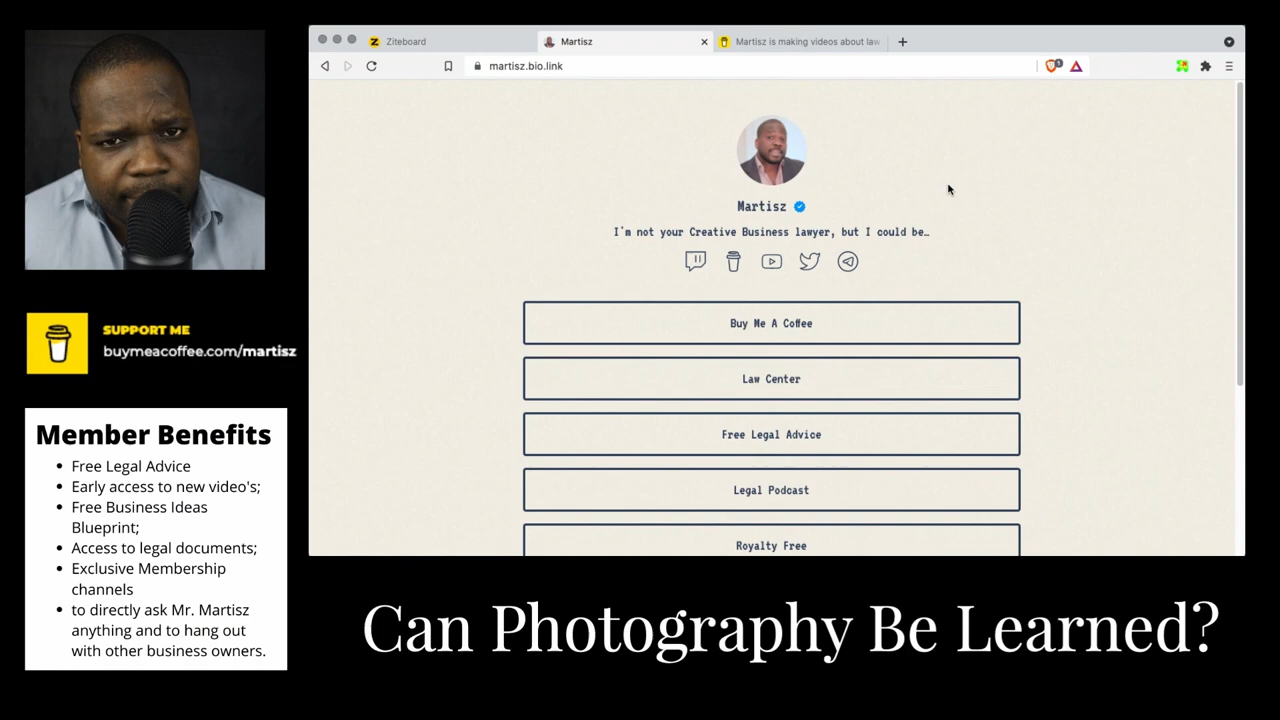 Ziteboard
Martisz
Martisz is making videos about law
martisz.bio.link
Martisz
I'm not your Creative Business lawyer, but I could be…
Buy Me A Coffee
Law Center
Free Legal Advice
Legal Podcast
Royalty Free
SUPPORT ME
buymeacoffee.com/martisz
Member Benefits
• Free Legal Advice
• Early access to new video's;
• Free Business Ideas
Blueprint;
• Access to legal documents;
• Exclusive Membership
channels
• to directly ask Mr. Martisz
anything and to hang out
with other business owners.
Can Photography Be Learned?